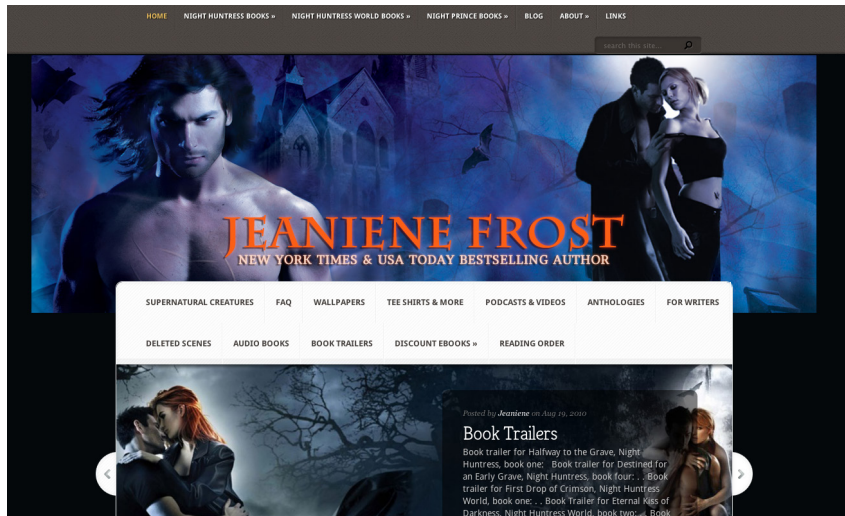 HOME NIGHT HUNTRESS BOOKS » NIGHT HUNTRESS WORLD BOOKS » NIGHT PRINCE BOOKS » BLOG ABOUT » LINKS
search this site...
JEANIENE FROST
NEW YORK TIMES & USA TODAY BESTSELLING AUTHOR
SUPERNATURAL CREATURES FAQ WALLPAPERS TEE SHIRTS & MORE PODCASTS & VIDEOS ANTHOLOGIES FOR WRITERS
DELETED SCENES AUDIO BOOKS BOOK TRAILERS DISCOUNT EBOOKS » READING ORDER
Posted by Jeaniene on Aug 19, 2010
Book Trailers
Book trailer for Halfway to the Grave, Night
Huntress, book one: Book trailer for Destined for
an Early Grave, Night Huntress, book four: . . Book
trailer for First Drop of Crimson, Night Huntress
World, book one: . . Book Trailer for Eternal Kiss of
Darkness, Night Huntress World, book two: . . Book